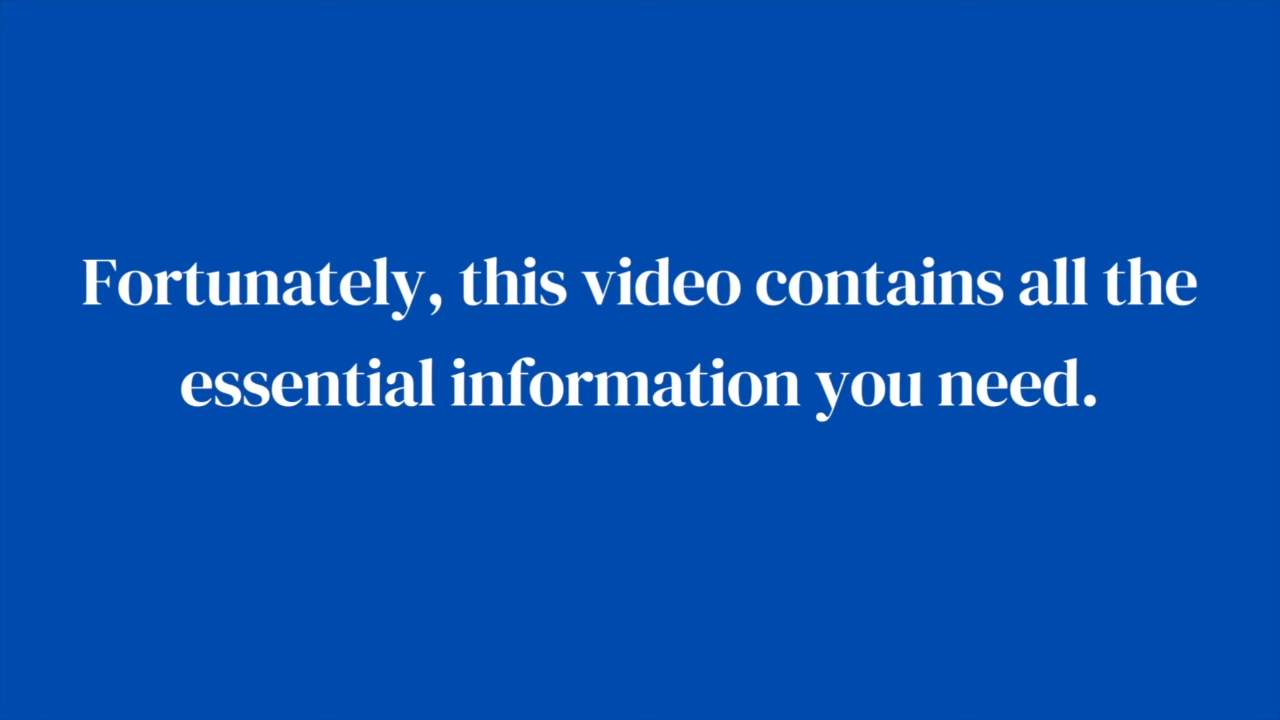 Fortunately, this video contains all the
essential information you need.